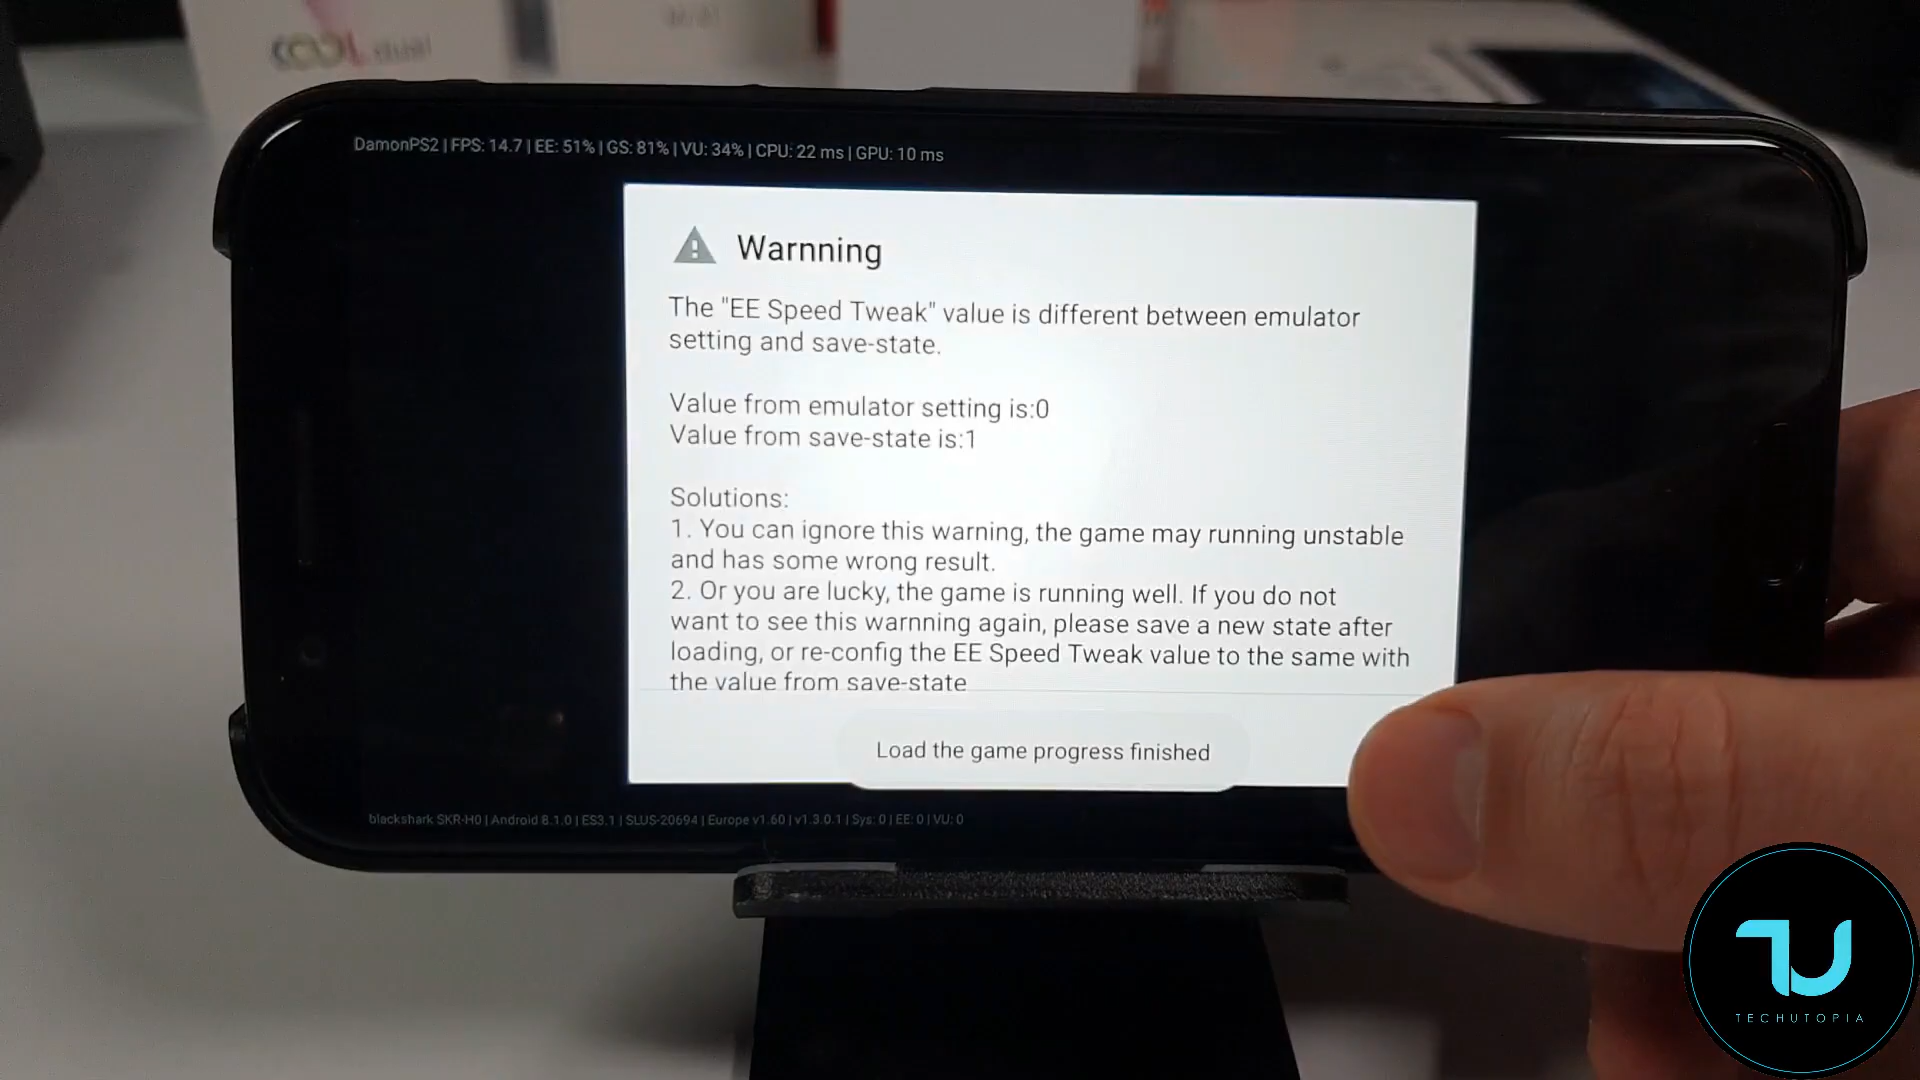 COOL dual
DamonPS2 | FPS: 14.7 | EE: 51% | GS: 81% | VU: 34% | CPU: 22 ms | GPU: 10 ms
Warnning
The "EE Speed Tweak" value is different between emulator
setting and save-state.
Value from emulator setting is:0
Value from save-state is:1
Solutions:
1. You can ignore this warning, the game may running unstable
and has some wrong result.
2. Or you are lucky, the game is running well. If you do not
want to see this warnning again, please save a new state after
loading, or re-config the EE Speed Tweak value to the same with
the value from save-state
Load the game progress finished
blackshark SKR-H0 | Android 8.1.0 | ES3.1 | SLUS-20694 | Europe v1.60 | v1.3.0.1 | Sys: 0 | EE: 0 | VU: 0
TU
TECHUTOPIA